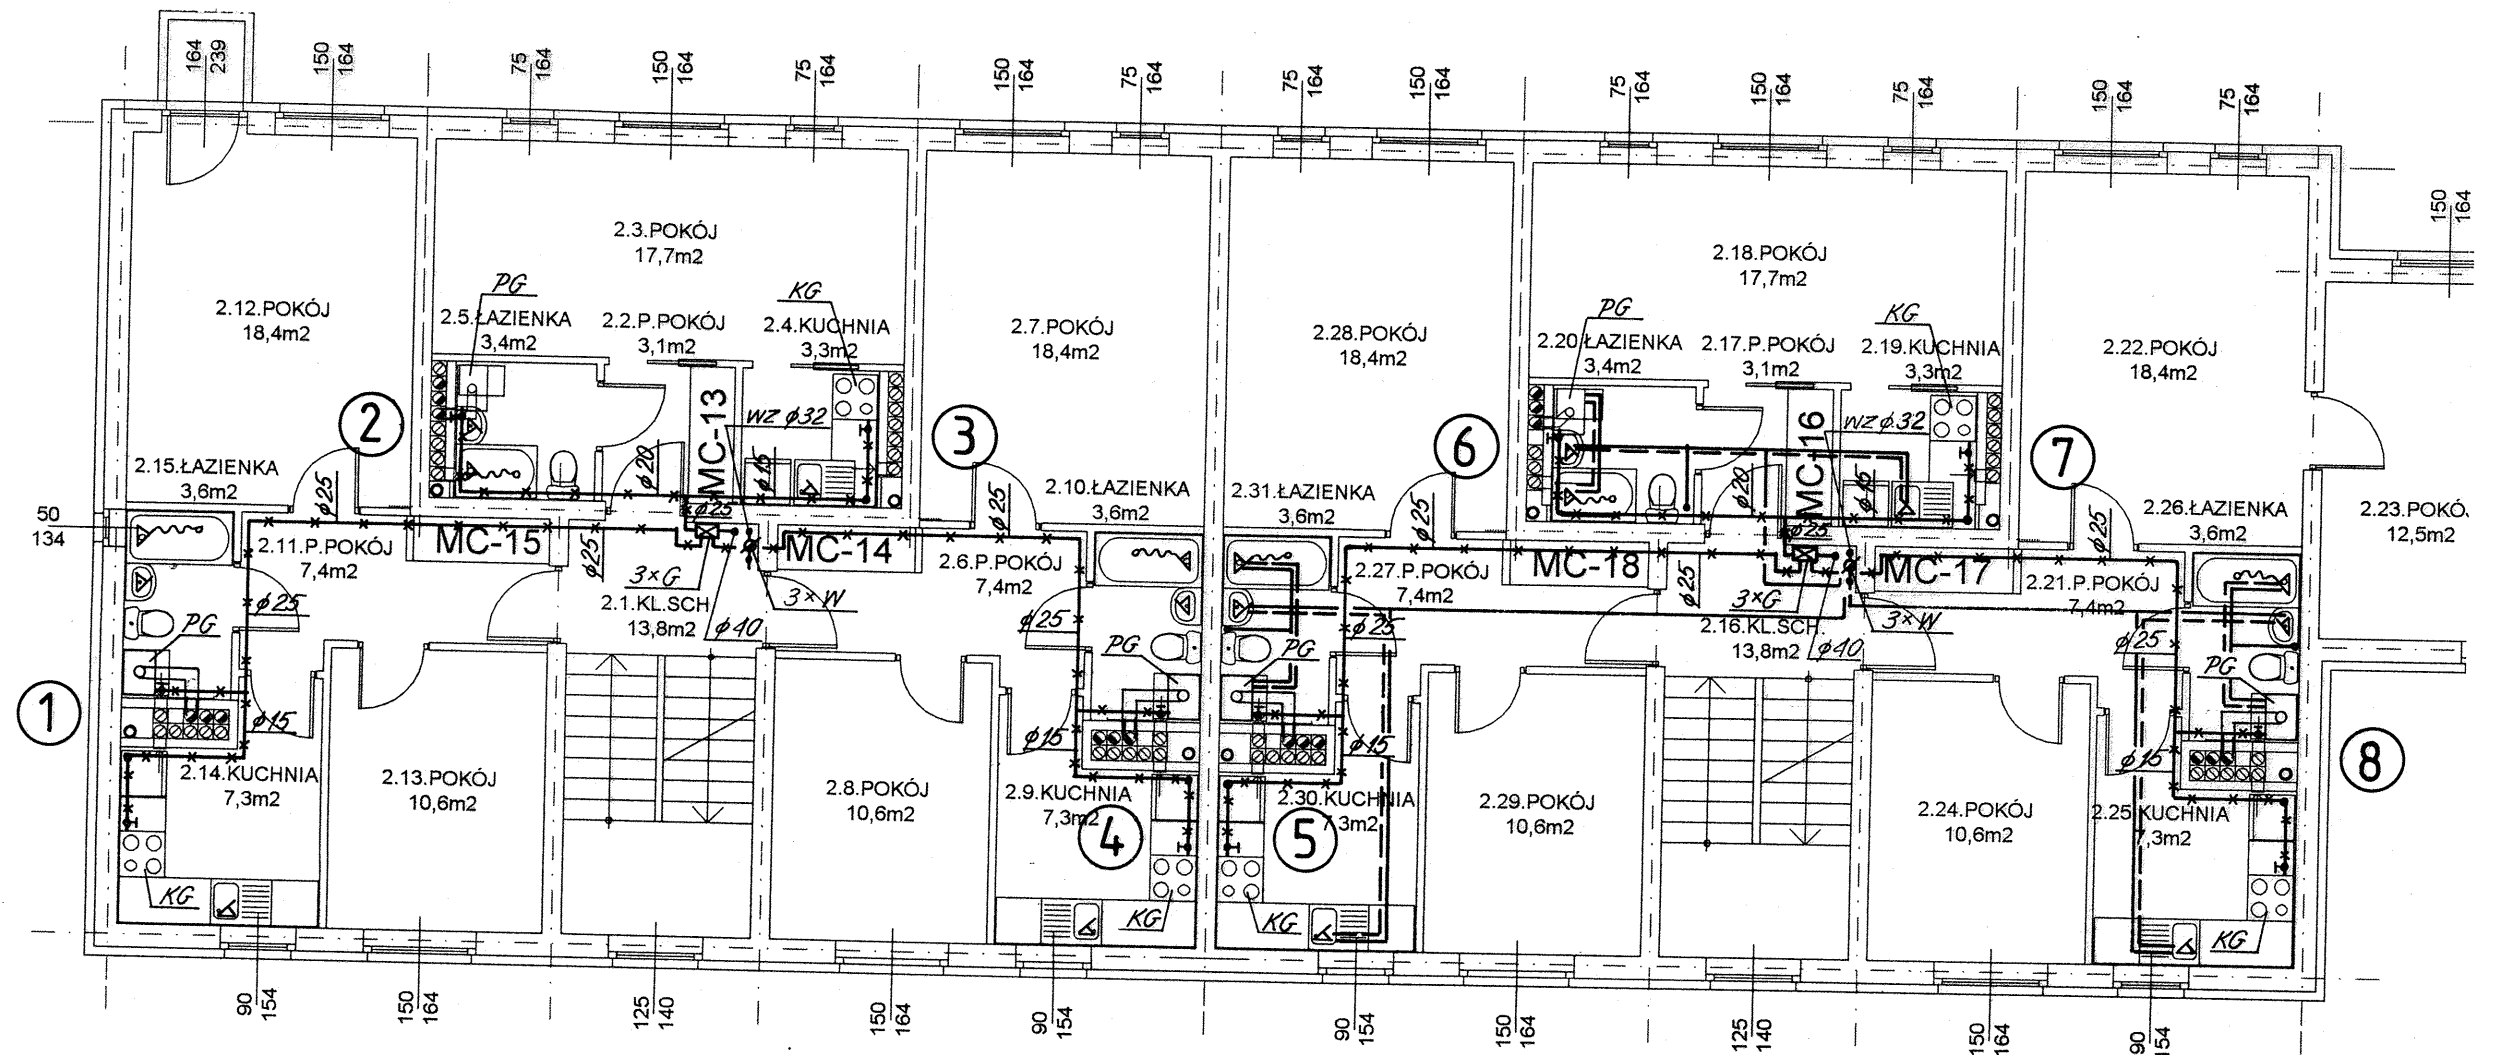 164
239
150
164
75
164
150
164
75
164
150
164
75
164
75
164
150
164
75
164
150
164
75
164
150
164
75
164
150
164
2.3.POKÓJ
17,7m2
2.18.POKÓJ
17,7m2
PG
KG
PG
KG
2.12.POKÓJ
18,4m2
2.5.ŁAZIENKA
3,4m2
2.2.P.POKÓJ
3,1m2
2.4.KUCHNIA
3,3m2
2.7.POKÓJ
18,4m2
2.28.POKÓJ
18,4m2
2.20.ŁAZIENKA
3,4m2
2.17.P.POKÓJ
3,1m2
2.19.KUCHNIA
3,3m2
2.22.POKÓJ
18,4m2
2
MC-13
WZ φ32
3
6
MC-16
WZ φ32
7
2.15.ŁAZIENKA
3,6m2
φ25
φ20
φ15
φ25
φ25
2.10.ŁAZIENKA
3,6m2
2.31.ŁAZIENKA
3,6m2
φ25
φ20
φ15
φ25
φ25
2.26.ŁAZIENKA
3,6m2
2.23.POKÓ
12,5m2
50
134
2.11.P.POKÓJ
7,4m2
MC-15
φ25
MC-14
2.6.P.POKÓJ
7,4m2
2.27.P.POKÓJ
7,4m2
MC-18
φ25
MC-17
2.21.P.POKÓJ
7,4m2
3×G
2.1.KL.SCH.
13,8m2
3×W
φ40
3×G
2.16.KL.SCH.
13,8m2
3×W
φ40
φ25
PG
φ25
PG
PG
φ25
φ25
PG
1
φ15
φ15
φ15
φ15
8
2.14.KUCHNIA
7,3m2
2.13.POKÓJ
10,6m2
2.8.POKÓJ
10,6m2
2.9.KUCHNIA
7,3m2
4
2.30.KUCHNIA
7,3m2
5
2.29.POKÓJ
10,6m2
2.24.POKÓJ
10,6m2
2.25.KUCHNIA
7,3m2
KG
KG
KG
KG
90
154
150
164
125
140
150
164
90
154
90
154
150
164
125
140
150
164
90
154